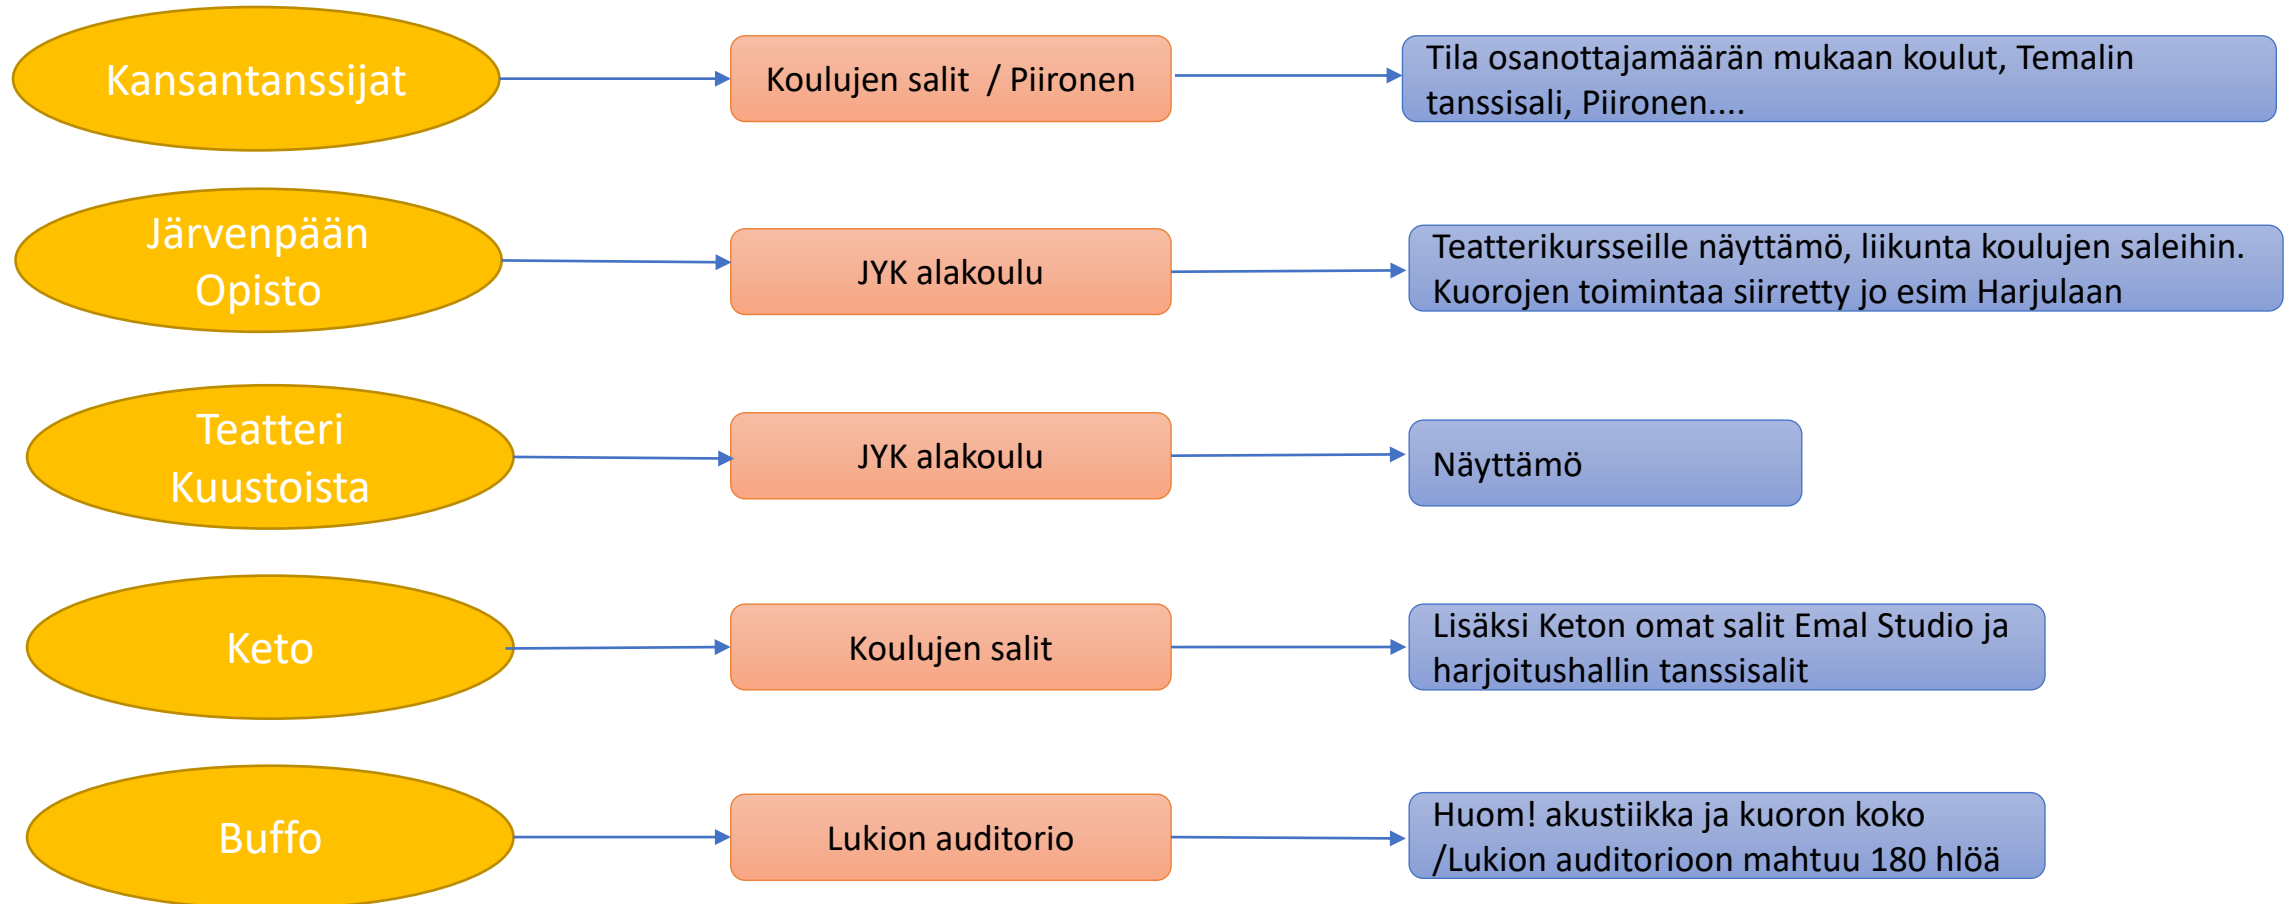 Kansantanssijat
Koulujen salit / Piironen
Tila osanottajamäärän mukaan koulut, Temalin
tanssisali, Piironen....
Järvenpään
Opisto
JYK alakoulu
Teatterikursseille näyttämö, liikunta koulujen saleihin.
Kuorojen toimintaa siirretty jo esim Harjulaan
Teatteri
Kuustoista
JYK alakoulu
Näyttämö
Keto
Koulujen salit
Lisäksi Keton omat salit Emal Studio ja
harjoitushallin tanssisalit
Buffo
Lukion auditorio
Huom! akustiikka ja kuoron koko
/Lukion auditorioon mahtuu 180 hlöä